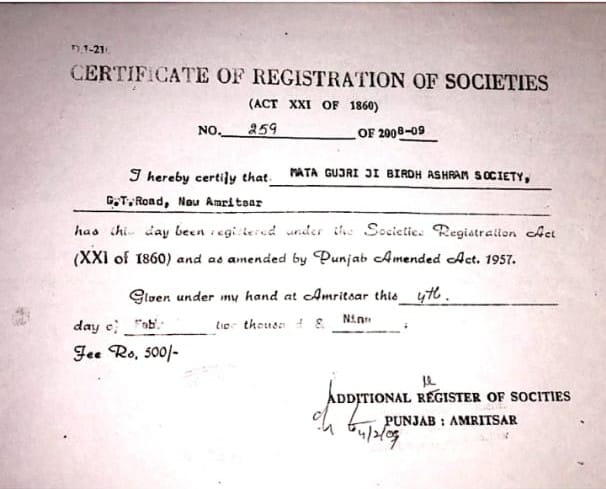 CERTIFICATE OF REGISTRATION OF SOCIETIES
(ACT XXI OF 1860)
NO. 259 OF 2008-09
I hereby certify that MATA GUJRI JI BIRDH ASHRAM SOCIETY,
G.T.Road, New Amritsar
has this day been registered under the Societies Registration Act
(XXI of 1860) and as amended by Punjab Amended Act. 1957.
Given under my hand at Amritsar this 4th.
day of Feb. two thousand & Nine
Fee Rs, 500/-
ADDITIONAL REGISTER OF SOCITIES
PUNJAB : AMRITSAR
4/2/09